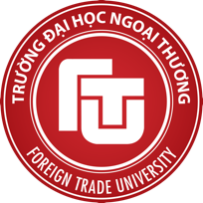 TRƯỜNG ĐẠI HỌC NGOẠI THƯƠNG
FTU
FOREIGN TRADE UNIVERSITY